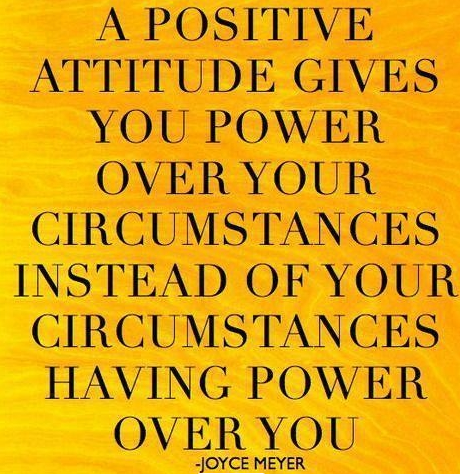 A POSITIVE
ATTITUDE GIVES
YOU POWER
OVER YOUR
CIRCUMSTANCES
INSTEAD OF YOUR
CIRCUMSTANCES
HAVING POWER
OVER YOU
-JOYCE MEYER